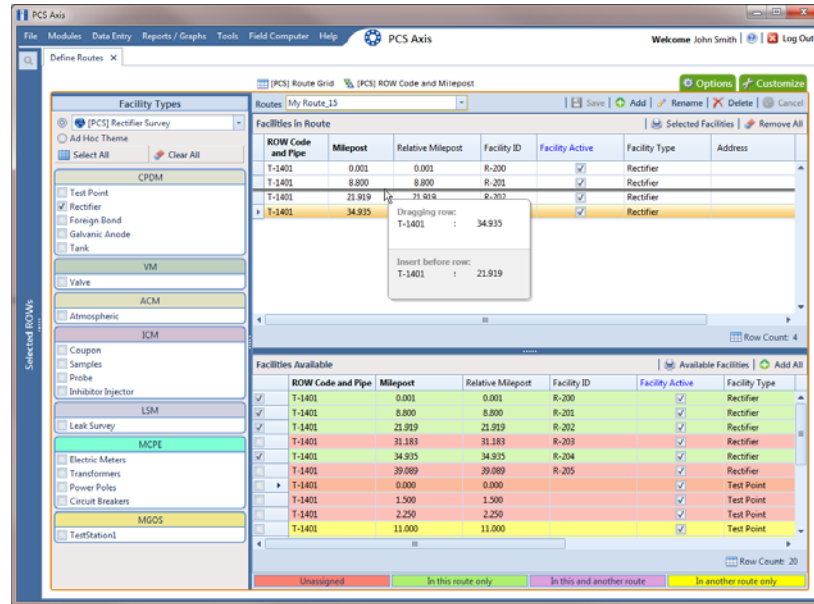 PCS Axis
File Modules Data Entry Reports / Graphs Tools Field Computer Help PCS Axis Welcome John Smith Log Out
Define Routes X
[PCS] Route Grid [PCS] ROW Code and Milepost Options Customize
Facility Types
[PCS] Rectifier Survey
Ad Hoc Theme
Select All Clear All
CPDM
Test Point
Rectifier
Foreign Bond
Galvanic Anode
Tank
VM
Valve
ACM
Atmospheric
ICM
Coupon
Samples
Probe
Inhibitor Injector
LSM
Leak Survey
MCPE
Electric Meters
Transformers
Power Poles
Circuit Breakers
MGOS
TestStation1
Selected ROWs
Routes My Route_15 Save Add Rename Delete Cancel
Facilities in Route Selected Facilities Remove All
ROW Code and Pipe Milepost Relative Milepost Facility ID Facility Active Facility Type Address
T-1401 0.001 0.001 R-200 Rectifier
T-1401 8.800 8.800 R-201 Rectifier
T-1401 21.919 21.919 R-202 Rectifier
T-1401 34.935 Rectifier
Dragging row:
T-1401 : 34.935
Insert before row:
T-1401 : 21.919
Row Count: 4
Facilities Available Available Facilities Add All
ROW Code and Pipe Milepost Relative Milepost Facility ID Facility Active Facility Type
T-1401 0.001 0.001 R-200 Rectifier
T-1401 8.800 8.800 R-201 Rectifier
T-1401 21.919 21.919 R-202 Rectifier
T-1401 31.183 31.183 R-203 Rectifier
T-1401 34.935 34.935 R-204 Rectifier
T-1401 39.089 39.089 R-205 Rectifier
T-1401 0.000 0.000 Test Point
T-1401 1.500 1.500 Test Point
T-1401 2.250 2.250 Test Point
T-1401 11.000 11.000 Test Point
Row Count: 20
Unassigned In this route only In this and another route In another route only